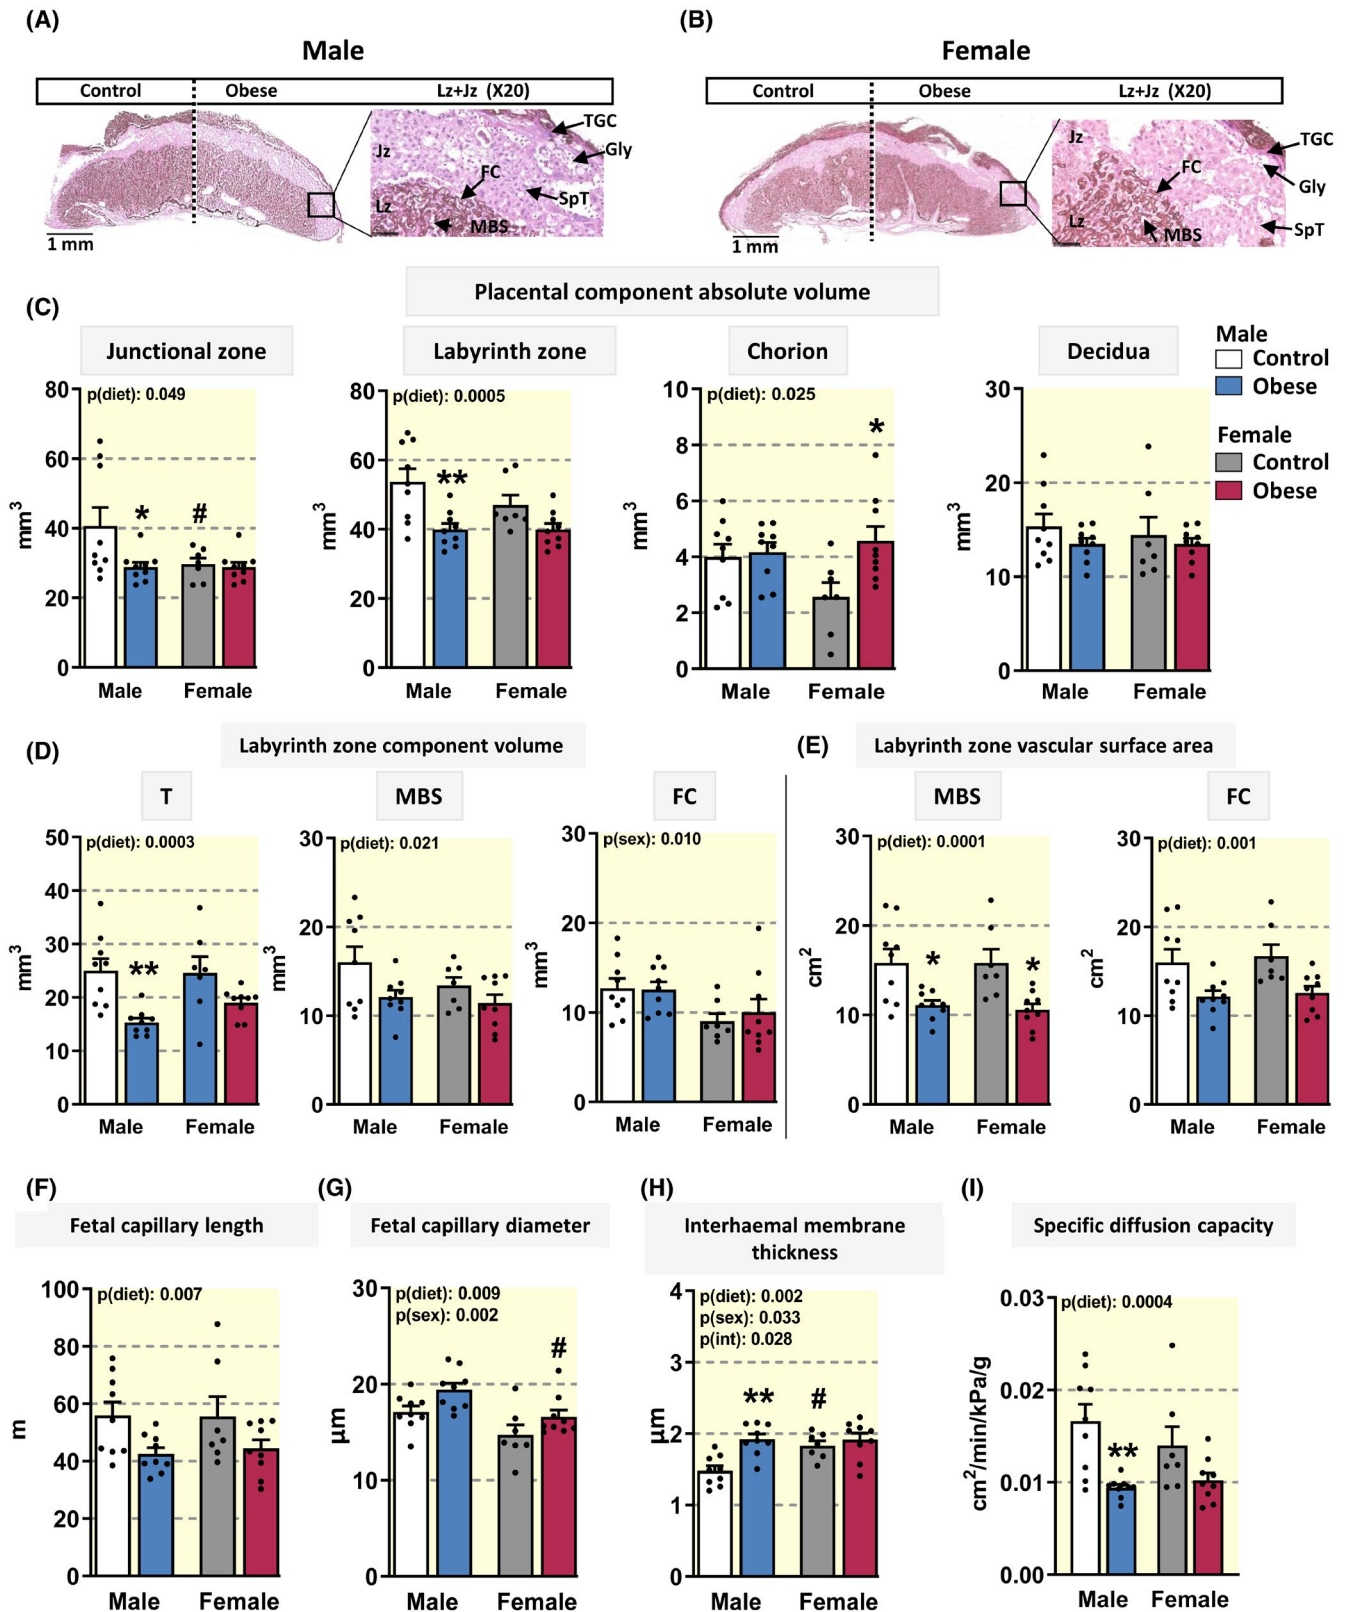 (A)
Male
Control Obese Lz+Jz (X20)
Jz
Lz
FC
MBS
TGC
Gly
SpT
1 mm
(B)
Female
Control Obese Lz+Jz (X20)
Jz
Lz
FC
MBS
TGC
Gly
SpT
1 mm
(C)
Placental component absolute volume
Junctional zone
p(diet): 0.049
mm3
80
60
40
20
0
* #
Male Female
Labyrinth zone
p(diet): 0.0005
mm3
80
60
40
20
0
**
Male Female
Chorion
p(diet): 0.025
mm3
10
8
6
4
2
0
*
Male Female
Decidua
mm3
30
20
10
0
Male Female
Male
Control
Obese
Female
Control
Obese
(D)
Labyrinth zone component volume
T
p(diet): 0.0003
mm3
50
40
30
20
10
0
**
Male Female
MBS
p(diet): 0.021
mm3
30
20
10
0
Male Female
FC
p(sex): 0.010
mm3
30
20
10
0
Male Female
(E)
Labyrinth zone vascular surface area
MBS
p(diet): 0.0001
cm2
30
20
10
0
* *
Male Female
FC
p(diet): 0.001
cm2
30
20
10
0
Male Female
(F)
Fetal capillary length
p(diet): 0.007
m
100
80
60
40
20
0
Male Female
(G)
Fetal capillary diameter
p(diet): 0.009
p(sex): 0.002
µm
30
20
10
0
#
Male Female
(H)
Interhaemal membrane
thickness
p(diet): 0.002
p(sex): 0.033
p(int): 0.028
µm
4
3
2
1
0
** #
Male Female
(I)
Specific diffusion capacity
p(diet): 0.0004
cm2/min/kPa/g
0.03
0.02
0.01
0.00
**
Male Female